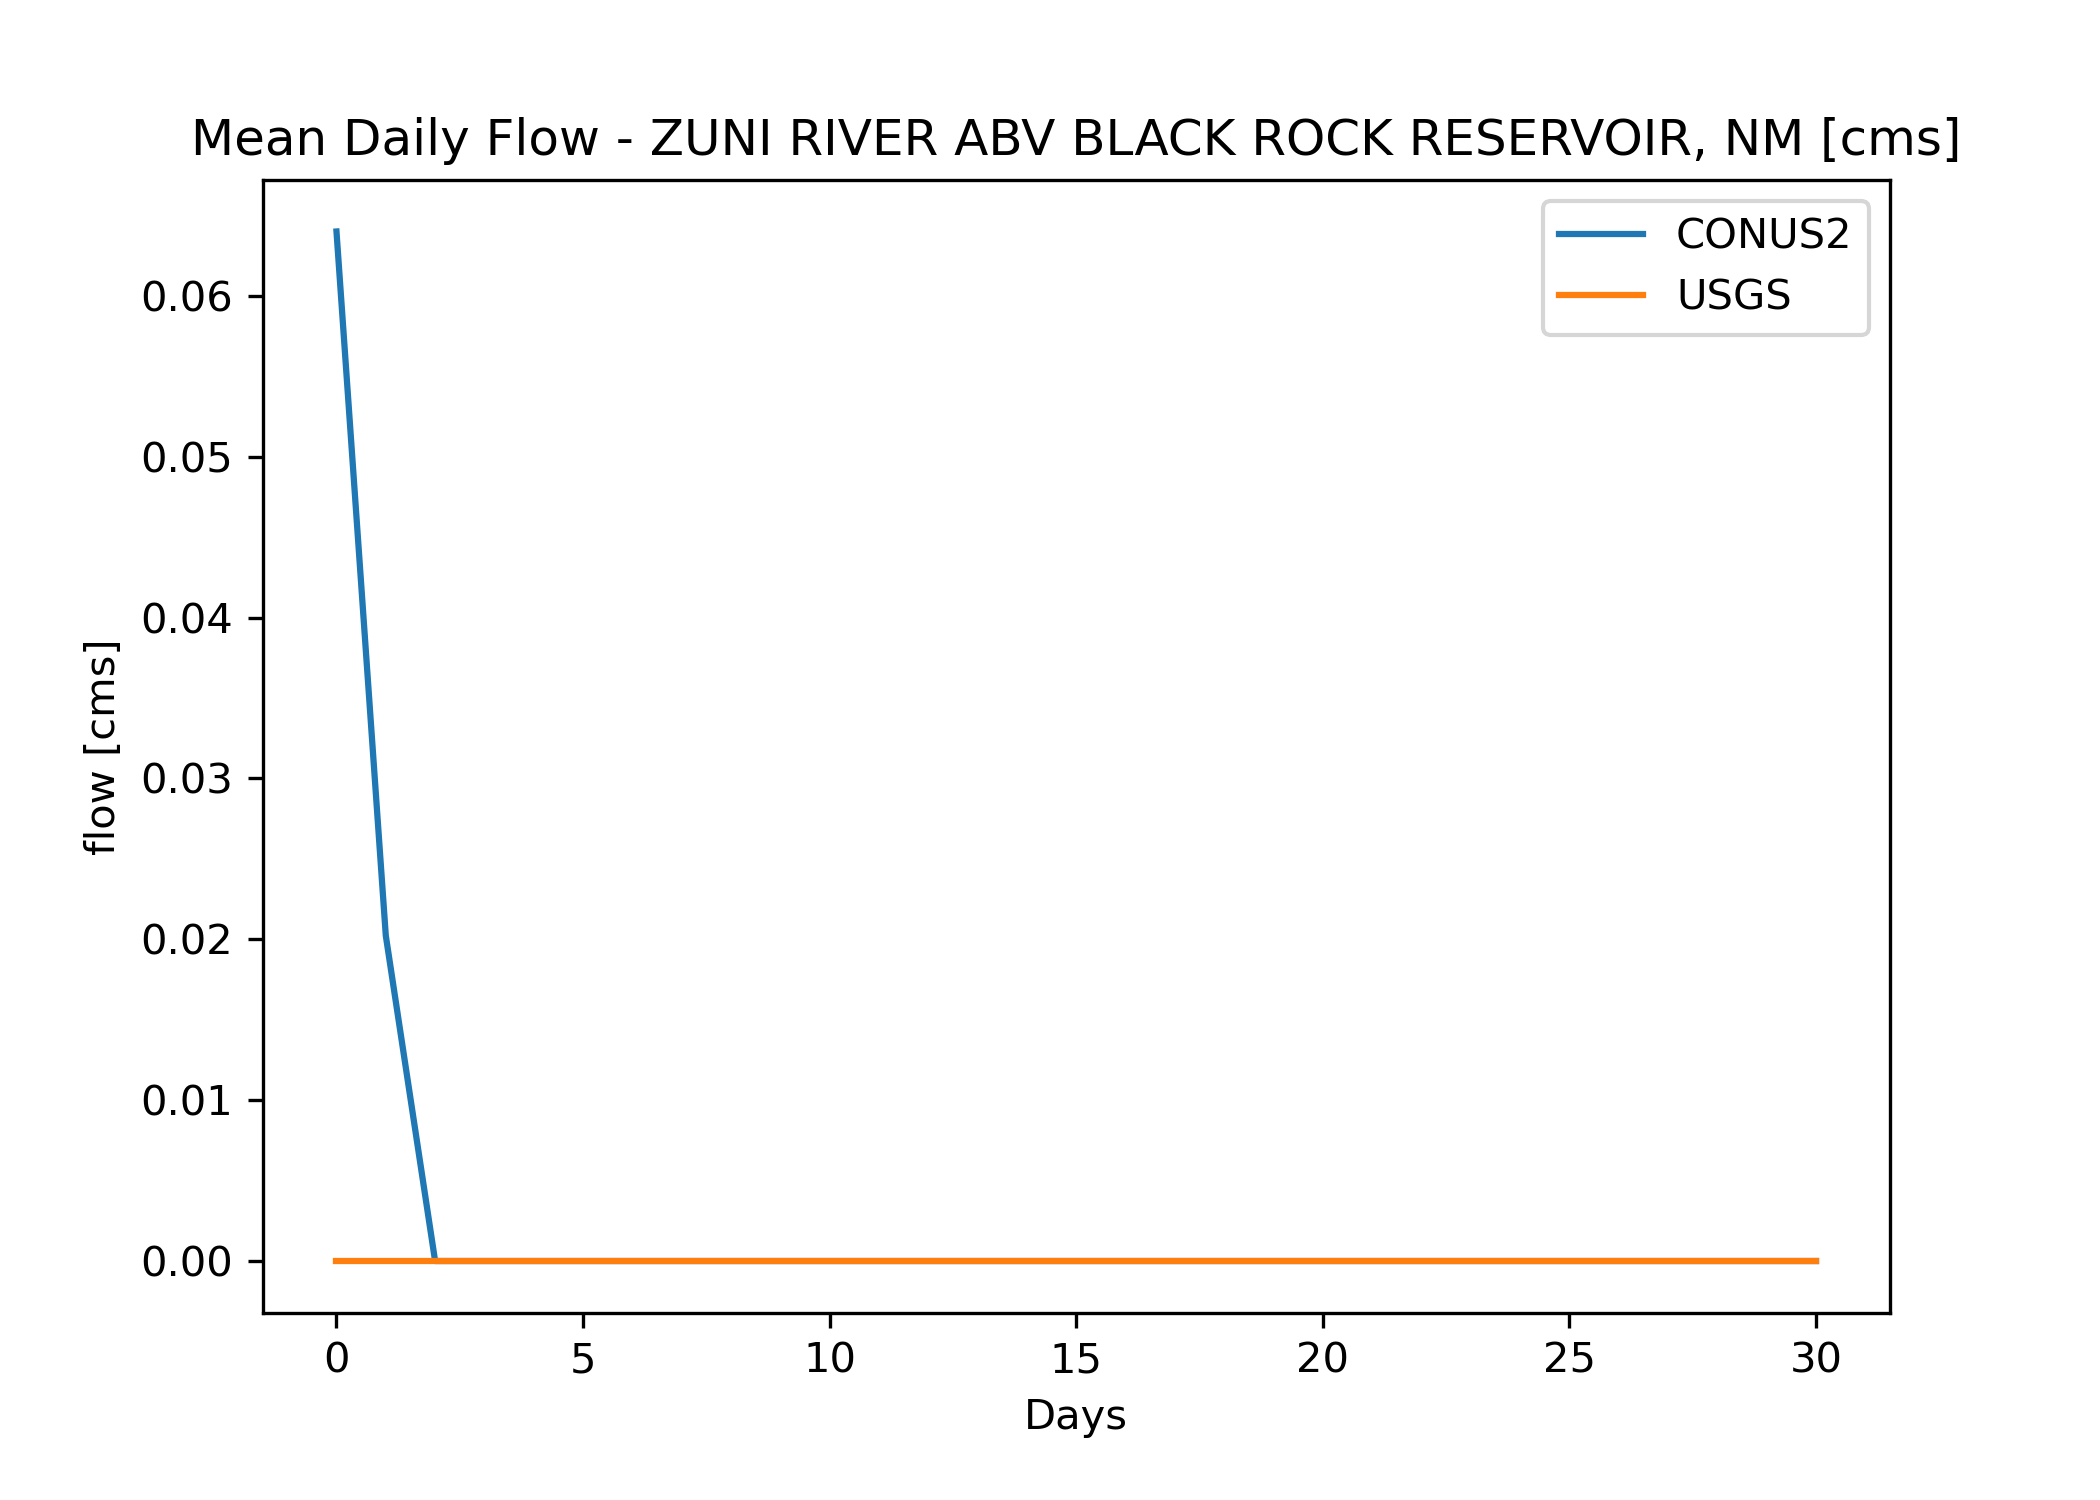 Mean Daily Flow - ZUNI RIVER ABV BLACK ROCK RESERVOIR, NM [cms]
CONUS2
USGS
0.06
0.05
0.04
0.03
0.02
0.01
0.00
flow [cms]
0 5 10 15 20 25 30
Days